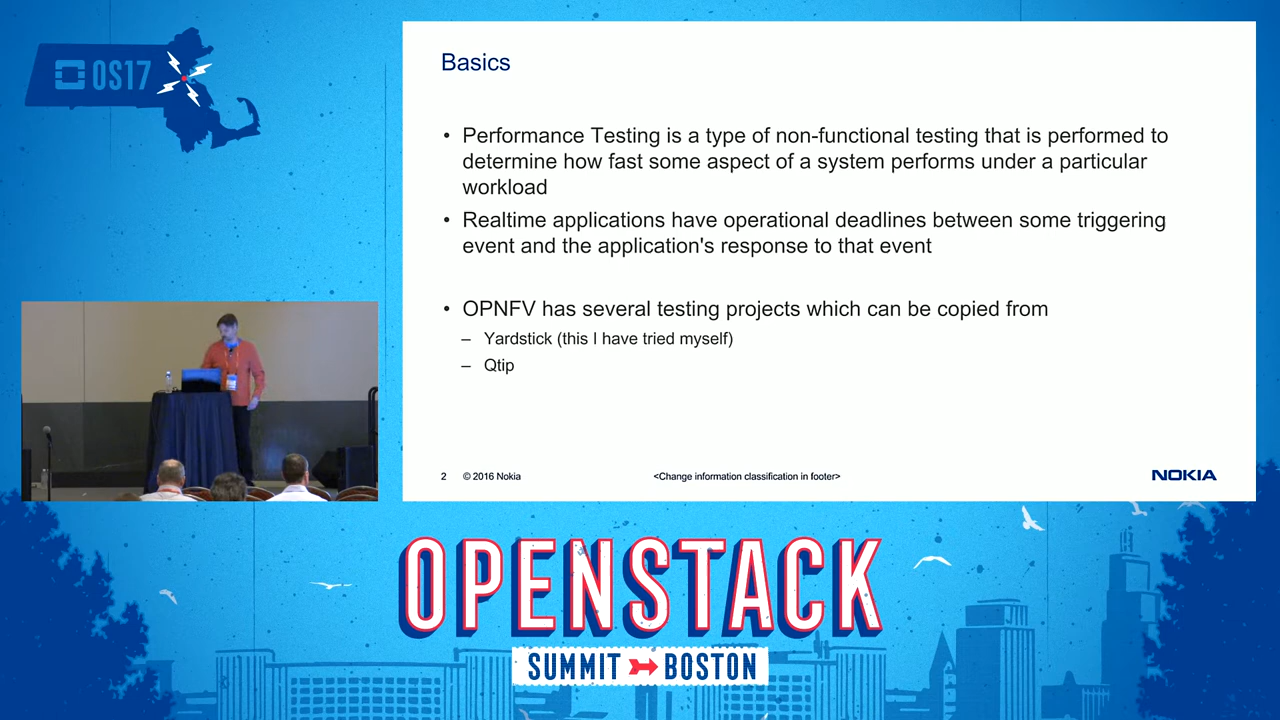 OS17
Basics
• Performance Testing is a type of non-functional testing that is performed to
determine how fast some aspect of a system performs under a particular
workload
• Realtime applications have operational deadlines between some triggering
event and the application's response to that event
• OPNFV has several testing projects which can be copied from
– Yardstick (this I have tried myself)
– Qtip
2 © 2016 Nokia <Change information classification in footer> NOKIA
OPENSTACK
SUMMIT BOSTON